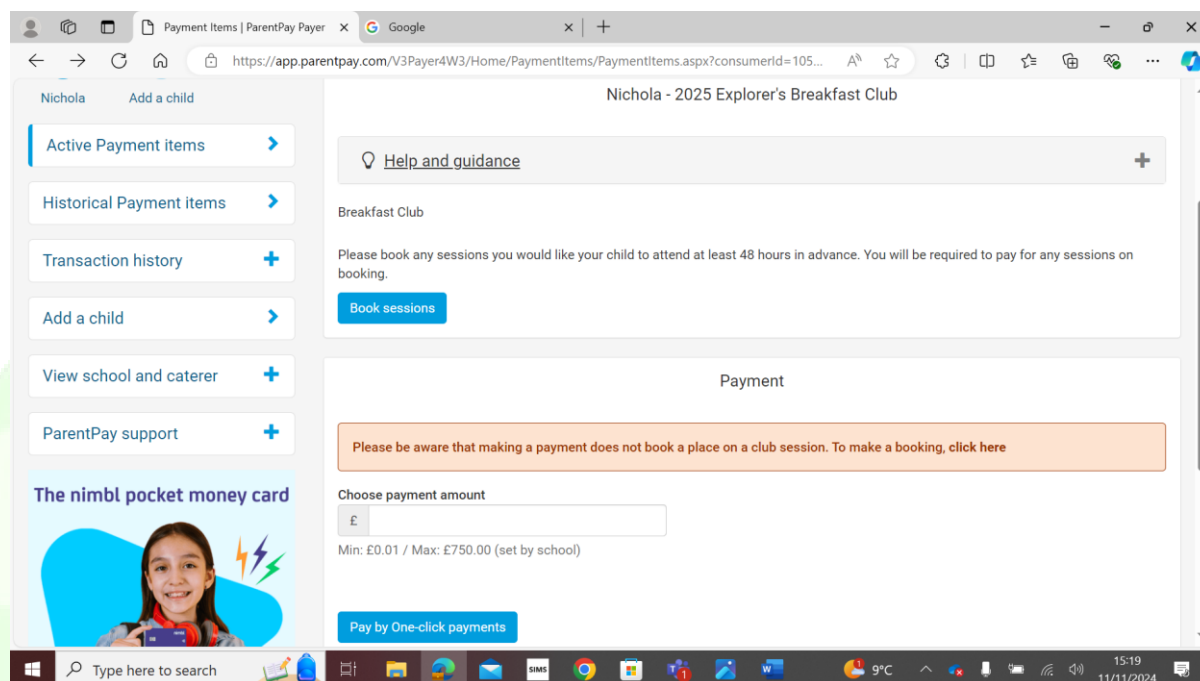 Payment Items | ParentPay Payer
Google
https://app.parentpay.com/V3Payer4W3/Home/PaymentItems/PaymentItems.aspx?consumerId=105...
Nichola
Add a child
Active Payment items
Historical Payment items
Transaction history
Add a child
View school and caterer
ParentPay support
The nimbl pocket money card
Nichola - 2025 Explorer's Breakfast Club
Help and guidance
Breakfast Club
Please book any sessions you would like your child to attend at least 48 hours in advance. You will be required to pay for any sessions on
booking.
Book sessions
Payment
Please be aware that making a payment does not book a place on a club session. To make a booking, click here
Choose payment amount
£
Min: £0.01 / Max: £750.00 (set by school)
Pay by One-click payments
Type here to search
SIMS
9°C
15:19
11/11/2024